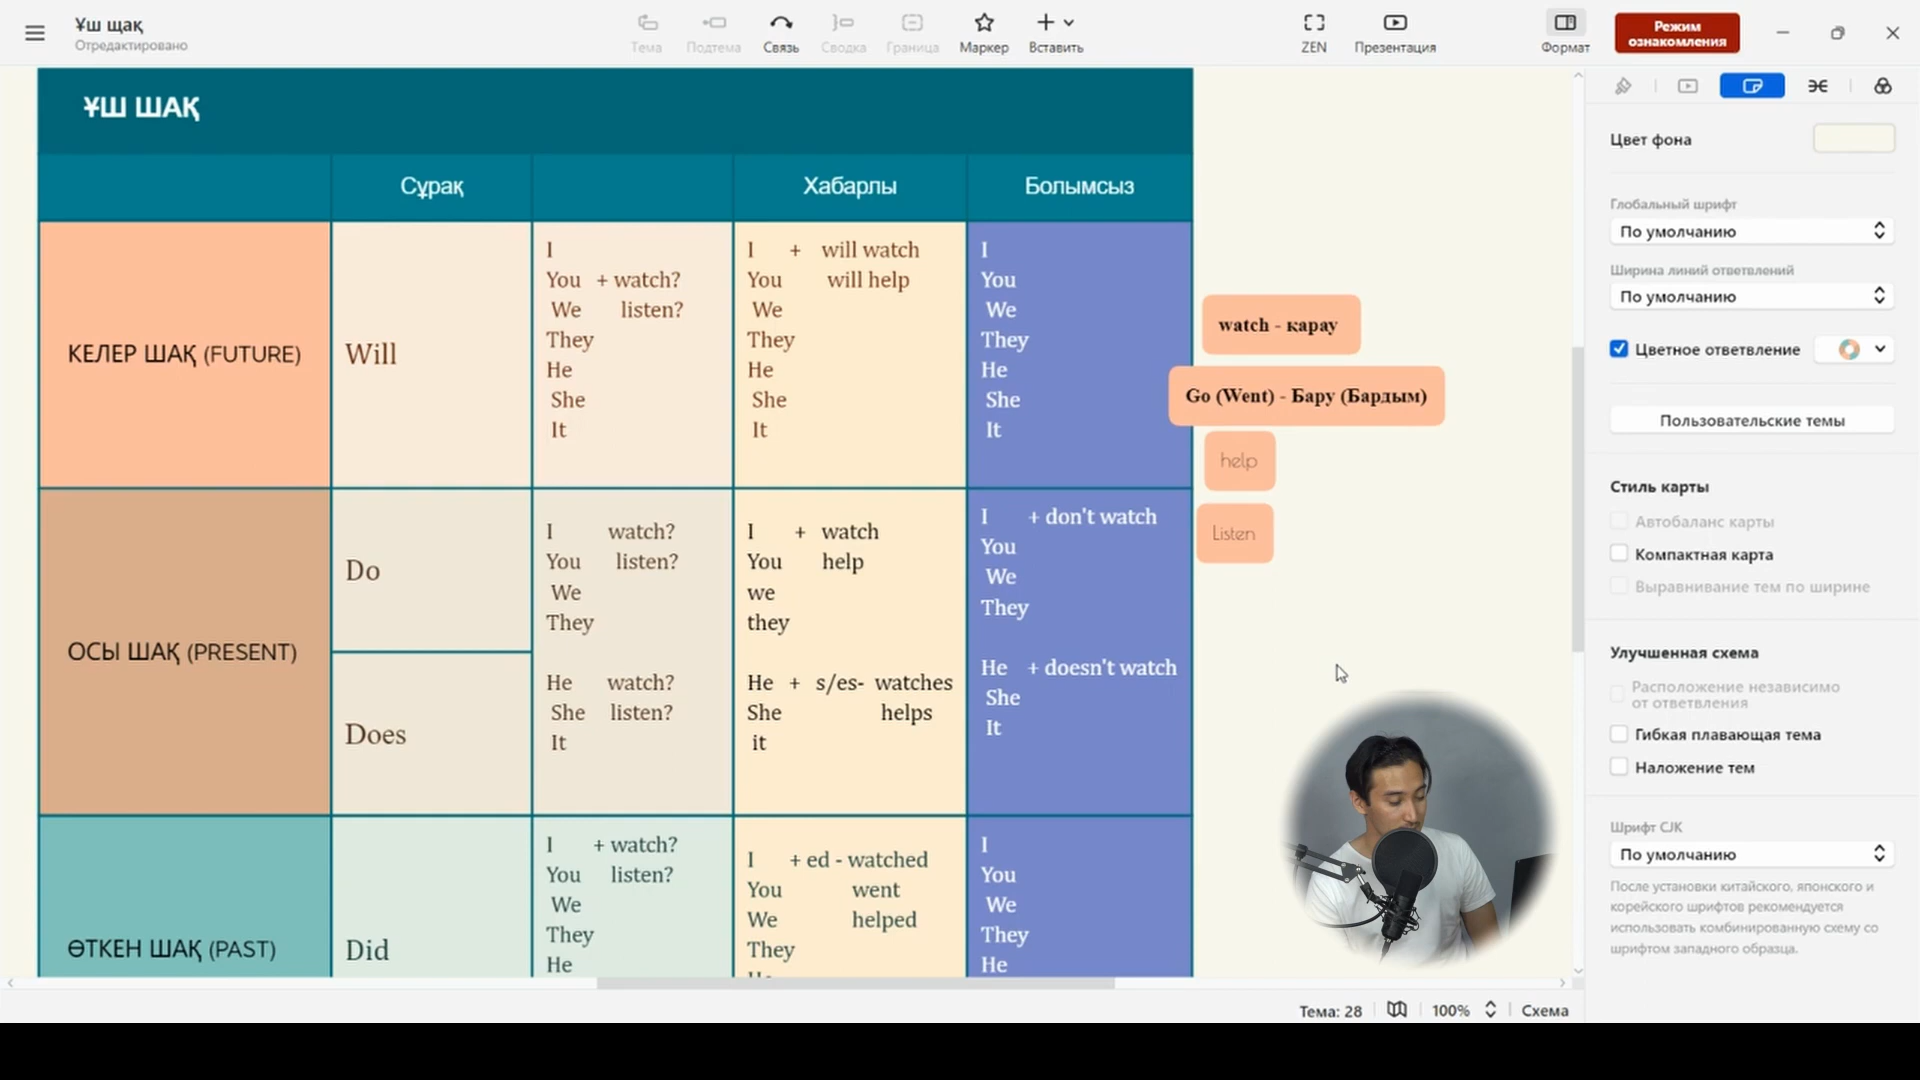 Ұш щақ
Отредактировано
Тема
Подтема
Связь
Сводка
Граница
Маркер
Вставить
ZEN
Презентация
Формат
Режим
ознакомления
ҰШ ШАҚ
Сұрақ
Хабарлы
Болымсыз
КЕЛЕР ШАҚ (FUTURE)
Will
I
You + watch?
We listen?
They
He
She
It
I + will watch
You will help
We
They
He
She
It
I
You
We
They
He
She
It
ОСЫ ШАҚ (PRESENT)
Do
Does
I watch?
You listen?
We
They
He watch?
She listen?
It
I + watch
You help
we
they
He + s/es- watches
She helps
it
I + don't watch
You
We
They
He + doesn't watch
She
It
ӨТКЕН ШАҚ (PAST)
Did
I + watch?
You listen?
We
They
He
I + ed - watched
You went
We helped
They
I
You
We
They
He
watch - қарау
Go (Went) - Бару (Бардым)
help
Listen
Цвет фона
Глобальный шрифт
По умолчанию
Ширина линий ответвлений
По умолчанию
Цветное ответвление
Пользовательские темы
Стиль карты
Автобаланс карты
Компактная карта
Выравнивание тем по ширине
Улучшенная схема
Расположение независимо
от ответвления
Гибкая плавающая тема
Наложение тем
Шрифт CJK
По умолчанию
После установки китайского, японского и
корейского шрифтов рекомендуется
использовать комбинированную схему со
шрифтом западного образца.
Тема: 28
100%
Схема